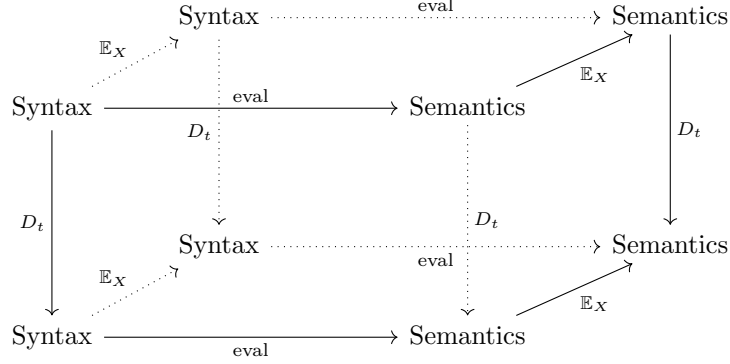 eval
Syntax Semantics
𝔼_X 𝔼_X
eval
Syntax Semantics
D_t D_t
D_t D_t
Syntax Semantics
𝔼_X eval 𝔼_X
Syntax Semantics
eval